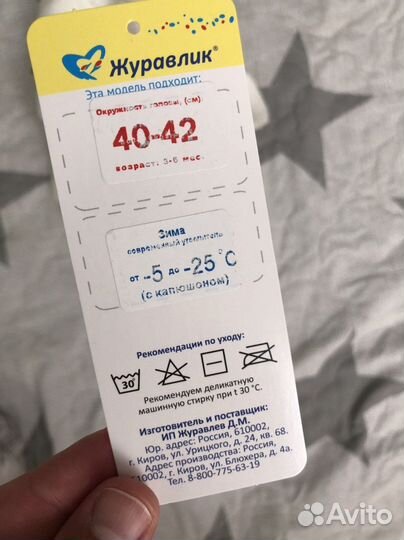 Журавлик®
Эта модель подходит:
Окружность головы, (см)
40-42
возраст: 3-6 мес.
Зима
современный утеплитель
от -5 до -25°C
(с капюшоном)
Рекомендации по уходу:
30
Рекомендуем деликатную
машинную стирку при t 30 °C.
Изготовитель и поставщик:
ИП Журавлев Д.М.
Юр. адрес: Россия, 610002,
г. Киров, ул. Урицкого, д. 24, кв. 68.
Адрес производства: Россия,
610002, г. Киров, ул. Блюхера, д. 4а.
Тел. 8-800-775-63-19
Avito